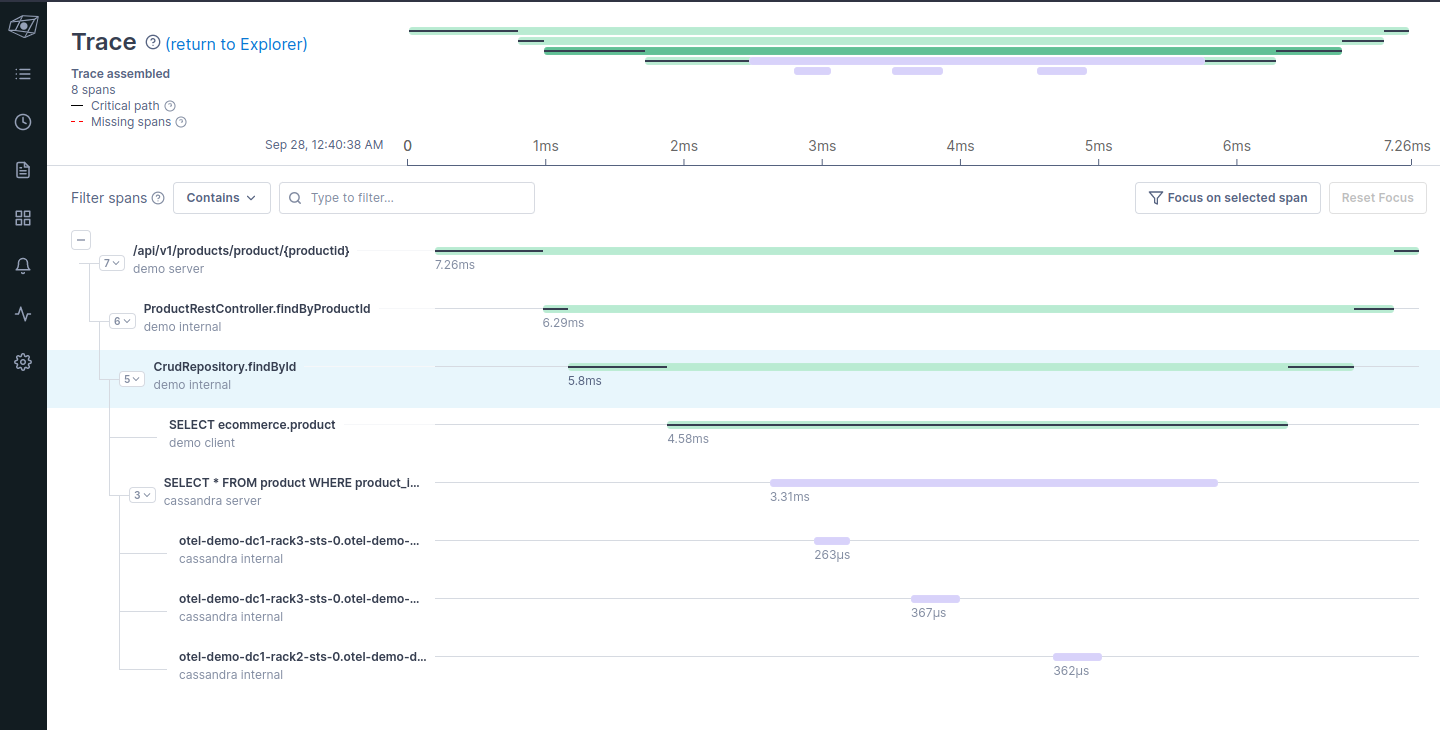 Trace (return to Explorer)
Trace assembled
8 spans
Critical path
Missing spans
Sep 28, 12:40:38 AM 0 1ms 2ms 3ms 4ms 5ms 6ms 7.26ms
Filter spans Contains Type to filter... Focus on selected span Reset Focus
/api/v1/products/product/{productId}
7 demo server
7.26ms
ProductRestController.findByProductId
6 demo internal
6.29ms
CrudRepository.findById
5 demo internal
5.8ms
SELECT ecommerce.product
demo client
4.58ms
SELECT * FROM product WHERE product_i...
3 cassandra server
3.31ms
otel-demo-dc1-rack3-sts-0.otel-demo-...
cassandra internal
263µs
otel-demo-dc1-rack3-sts-0.otel-demo-...
cassandra internal
367µs
otel-demo-dc1-rack2-sts-0.otel-demo-d...
cassandra internal
362µs